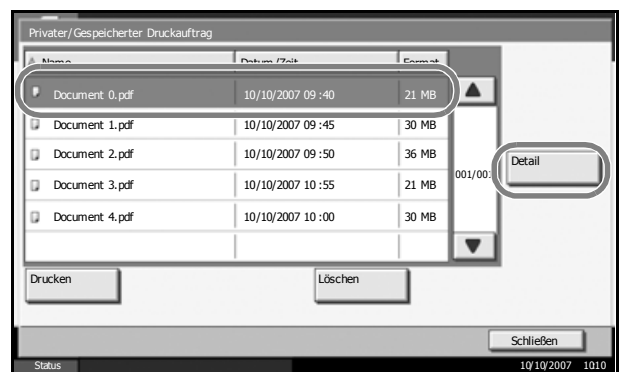 Privater/Gespeicherter Druckauftrag
Name Datum/Zeit Format
Document 0.pdf 10/10/2007 09:40 21 MB
Document 1.pdf 10/10/2007 09:45 30 MB
Document 2.pdf 10/10/2007 09:50 36 MB
Detail
001/001
Document 3.pdf 10/10/2007 10:55 21 MB
Document 4.pdf 10/10/2007 10:00 30 MB
Drucken Löschen
Schließen
Status 10/10/2007 10:10